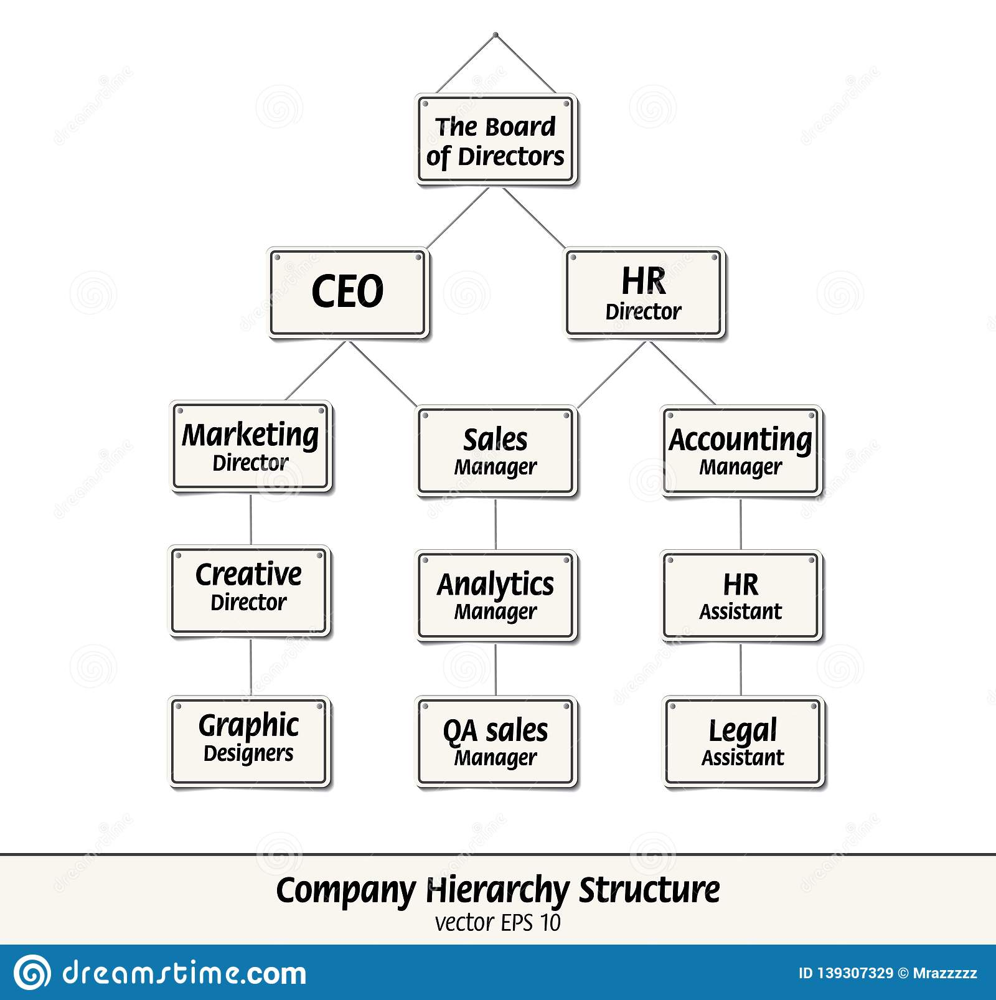 The Board
of Directors
CEO
HR
Director
Marketing
Director
Sales
Manager
Accounting
Manager
Creative
Director
Analytics
Manager
HR
Assistant
Graphic
Designers
QA sales
Manager
Legal
Assistant
Company Hierarchy Structure
vector EPS 10
dreamstime.com
ID 139307329 © Mrazzzzz